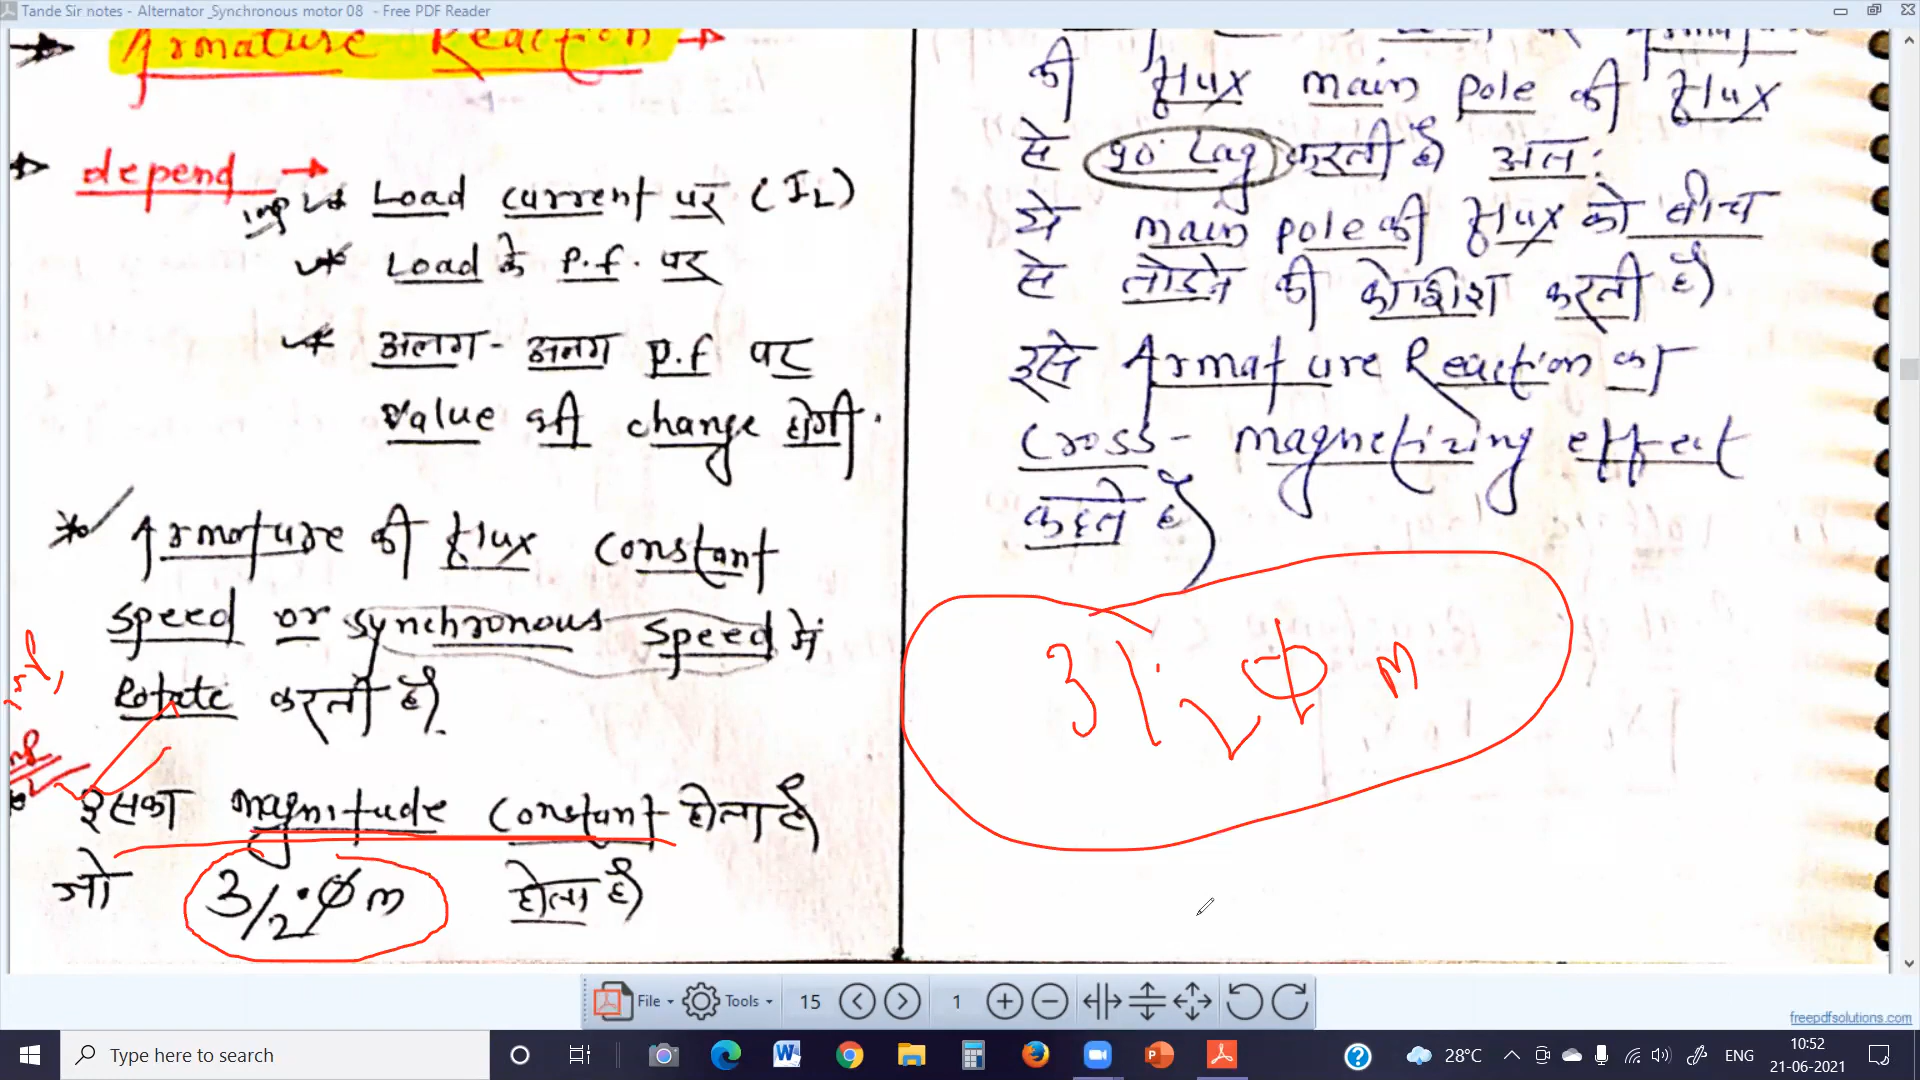 Tande Sir notes - Alternator _Synchronous motor 08 - Free PDF Reader
Armature Reaction →
depend →
imp
* Load current पर (IL)
* Load के P.f. पर
* अलग- अलग p.f पर
value भी change होगी.
* Armature की flux constant
speed or synchronous speed में
Rotate करती है
इसका magnitude constant होता है
जो 3/2·Φm होता है
की flux main pole की flux
से 90° Lag करती है अत:
ये main pole की flux को बीच
से तोडने की कोशिश करती है
इसे Armature Reaction का
Cross- magnetizing effect
कहते है
3/2 Φ m
File
Tools
15
1
freepdfsolutions.com
Type here to search
28°C
ENG
10:52
21-06-2021